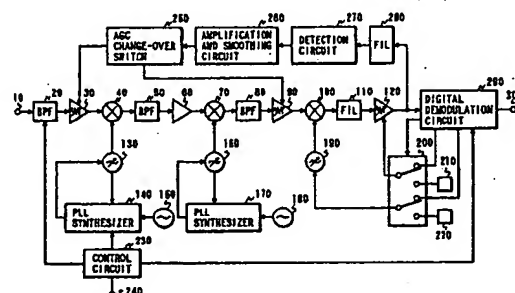 250
260
270
280
AGC
CHANGE-OVER
SWITCH
AMPLIFICATION
AND SMOOTHING
CIRCUIT
DETECTION
CIRCUIT
FIL
10
20
30
40
50
60
70
80
90
100
110
120
290
BPF
BPF
BPF
FIL
DIGITAL
DEMODULATION
CIRCUIT
130
160
190
200
210
220
140
150
170
180
PLL
SYNTHESIZER
PLL
SYNTHESIZER
230
CONTROL
CIRCUIT
240